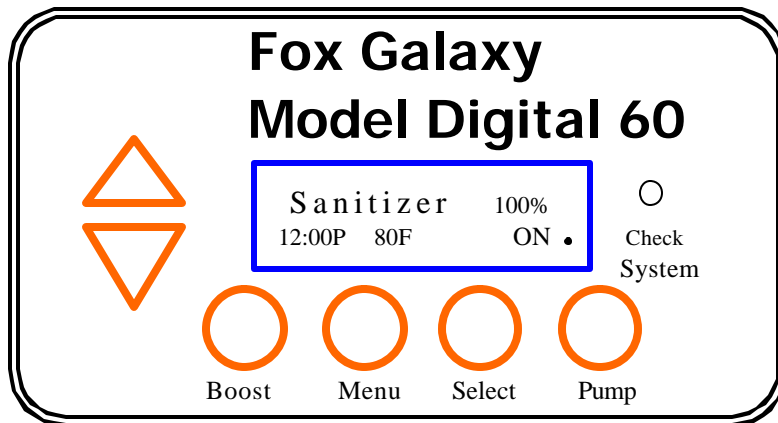 Fox Galaxy
Model Digital 60
Sanitizer 100%
12:00P 80F ON .
Check
System
Boost Menu Select Pump